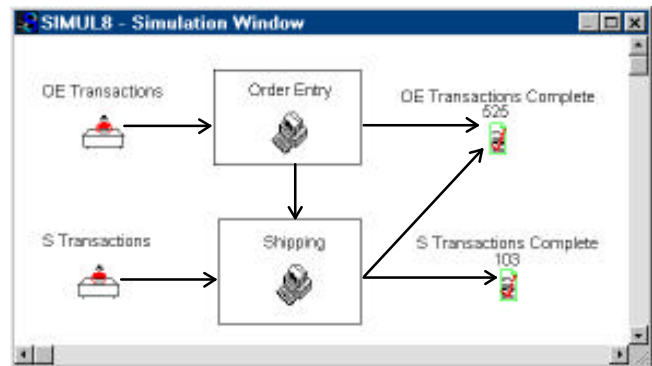 SIMUL8 - Simulation Window
OE Transactions
Order Entry
OE Transactions Complete
525
S Transactions
Shipping
S Transactions Complete
103